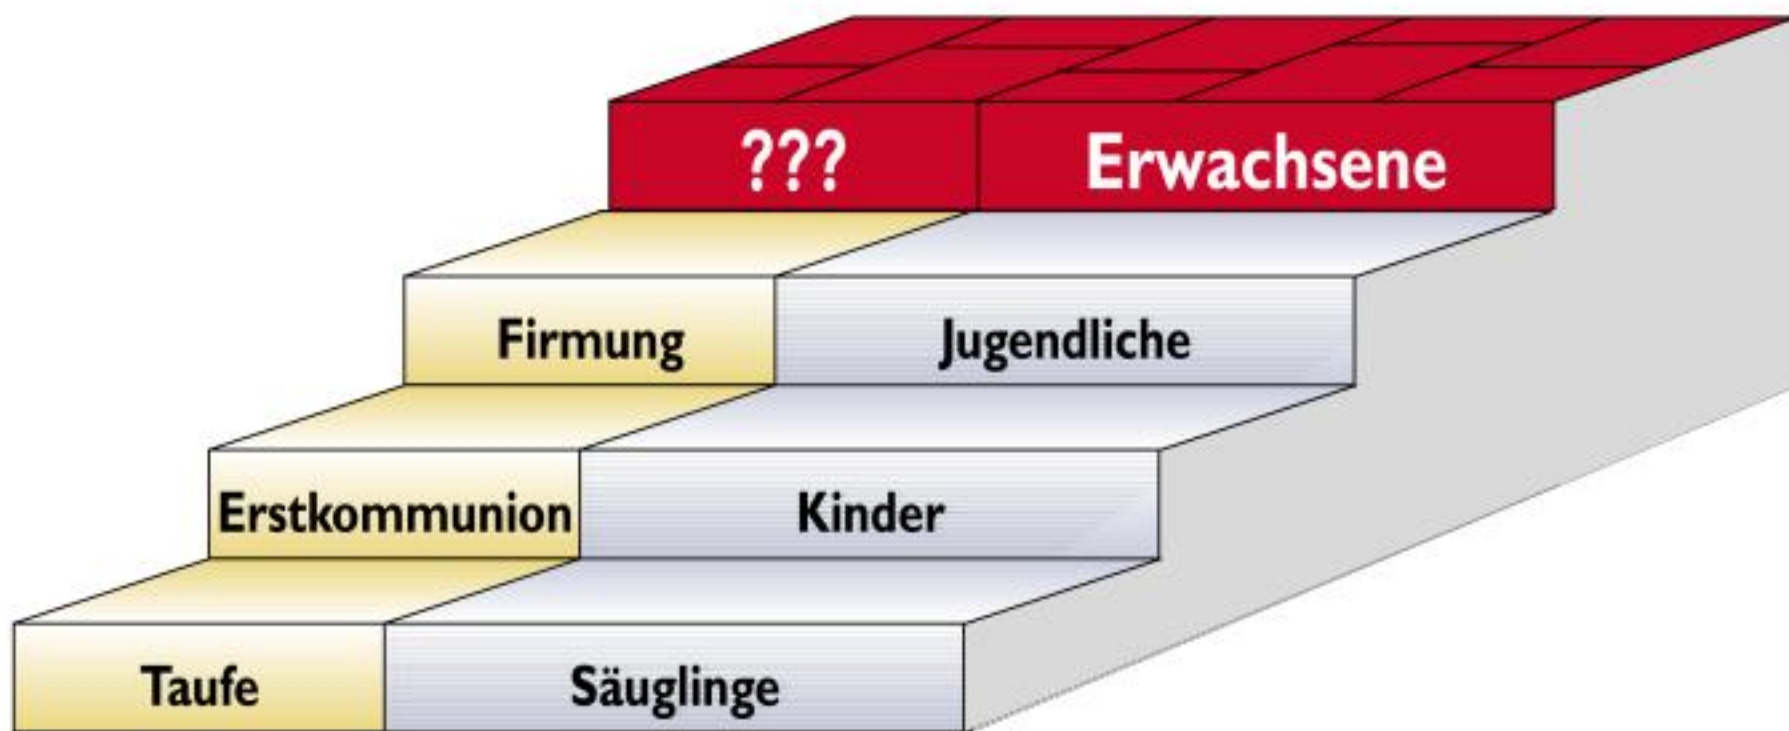 ??? Erwachsene
Firmung Jugendliche
Erstkommunion Kinder
Taufe Säuglinge